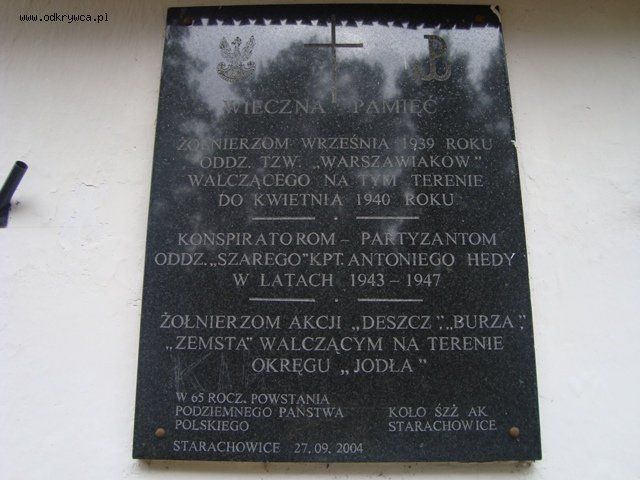 www.odkrywca.pl
WIECZNA PAMIĘĆ
ŻOŁNIERZOM WRZEŚNIA 1939 ROKU
ODDZ. TZW. „WARSZAWIAKÓW"
WALCZĄCEGO NA TYM TERENIE
DO KWIETNIA 1940 ROKU
KONSPIRATOROM – PARTYZANTOM
ODDZ. „SZAREGO" KPT. ANTONIEGO HEDY
W LATACH 1943 – 1947
ŻOŁNIERZOM AKCJI „DESZCZ", „BURZA",
„ZEMSTA" WALCZĄCYM NA TERENIE
OKRĘGU „JODŁA"
W 65 ROCZ. POWSTANIA
PODZIEMNEGO PAŃSTWA
POLSKIEGO
KOŁO ŚZŻ AK
STARACHOWICE
STARACHOWICE 27.09.2004